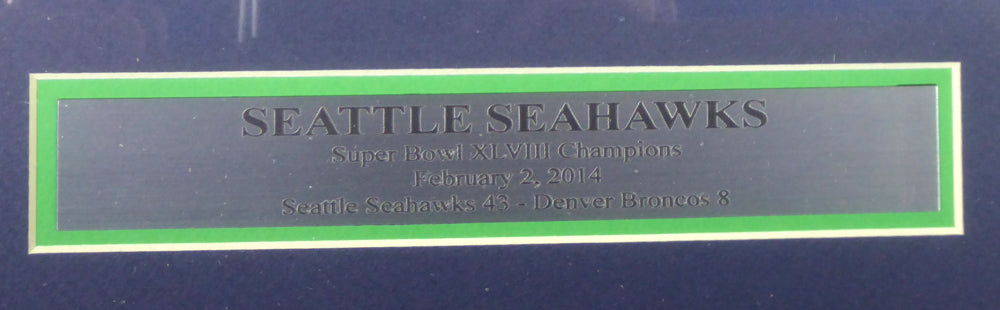 SEATTLE SEAHAWKS
Super Bowl XLVIII Champions
February 2, 2014
Seattle Seahawks 43 - Denver Broncos 8